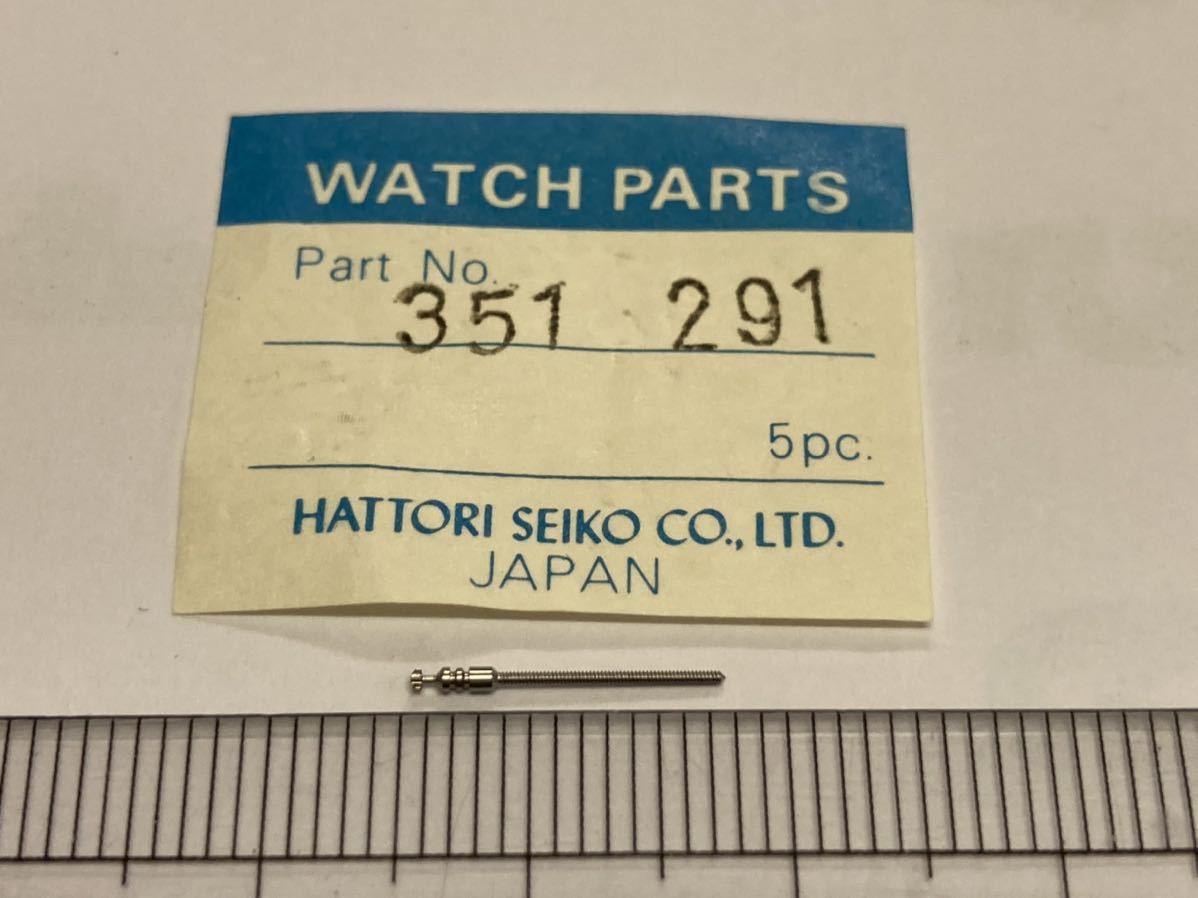 WATCH PARTS
Part No.
351 291
5pc.
HATTORI SEIKO CO., LTD.
JAPAN